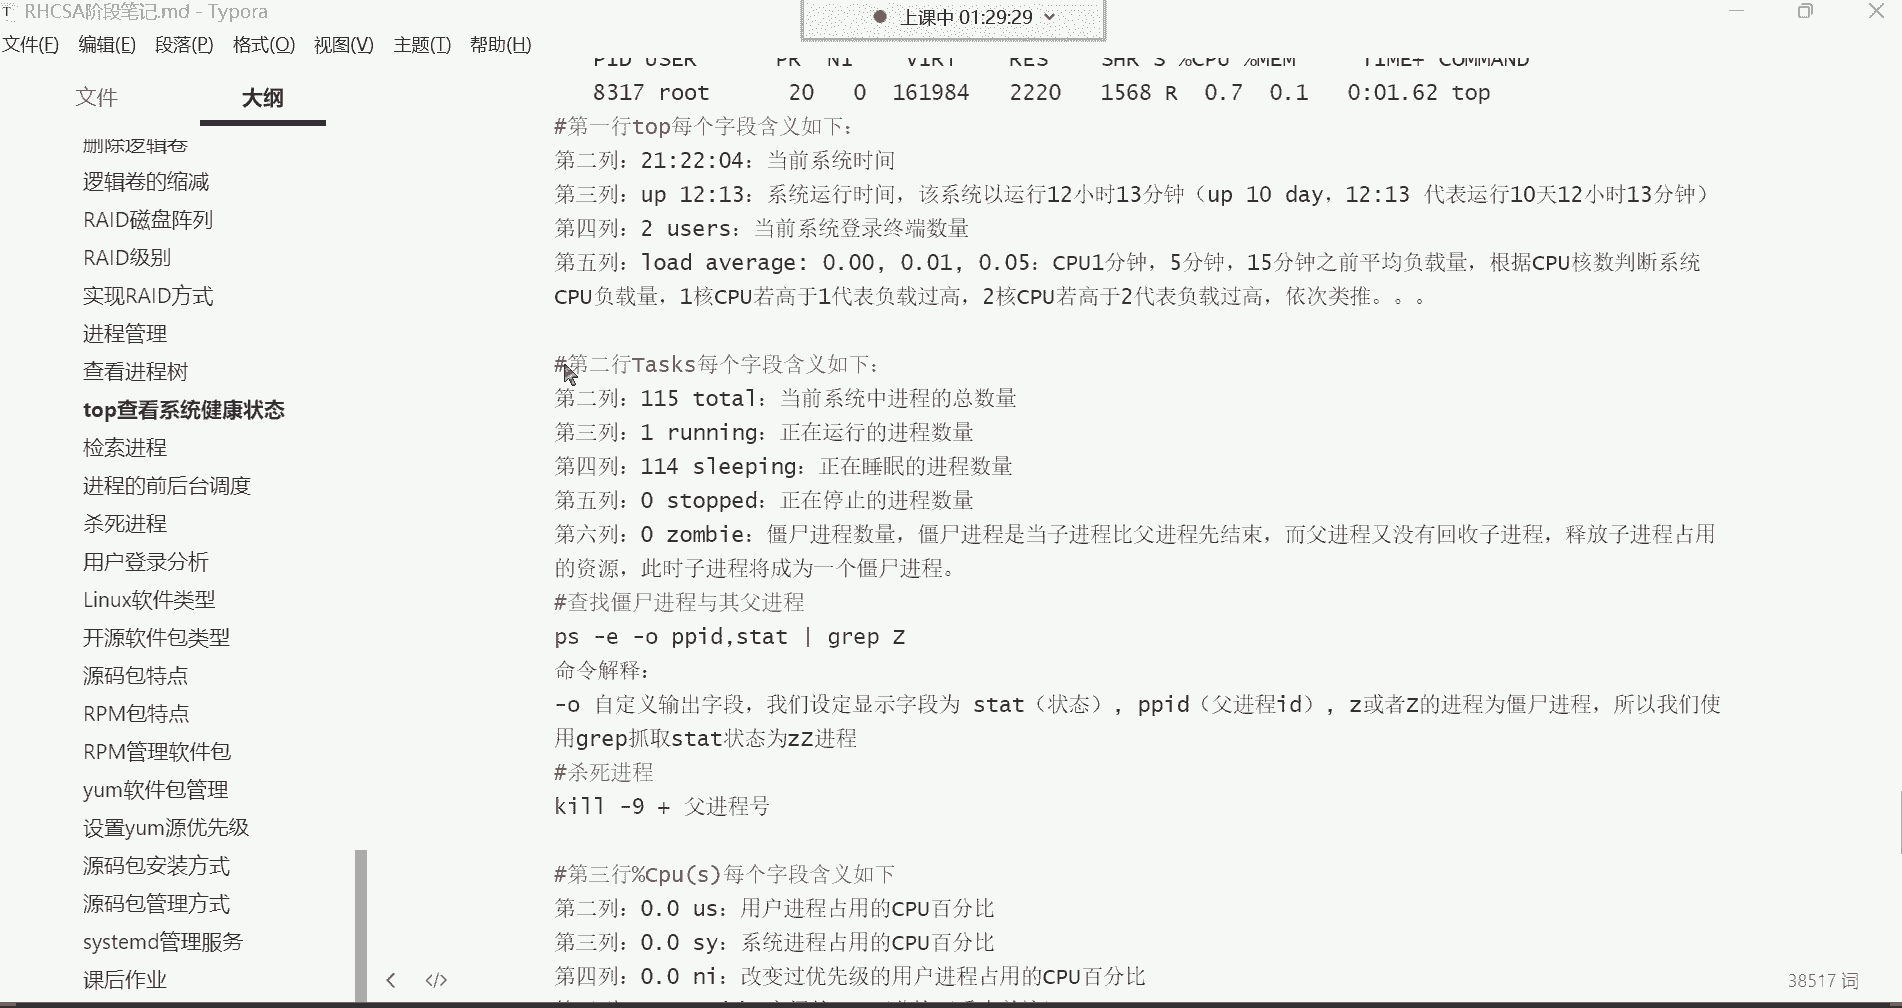 RHCSA阶段笔记.md - Typora
上课中 01:29:29
文件(F) 编辑(E) 段落(P) 格式(O) 视图(V) 主题(T) 帮助(H)
文件 大纲
删除逻辑卷
逻辑卷的缩减
RAID磁盘阵列
RAID级别
实现RAID方式
进程管理
查看进程树
top查看系统健康状态
检索进程
进程的前后台调度
杀死进程
用户登录分析
Linux软件类型
开源软件包类型
源码包特点
RPM包特点
RPM管理软件包
yum软件包管理
设置yum源优先级
源码包安装方式
源码包管理方式
systemd管理服务
课后作业
PID USER PR NI VIRT RES SHR S %CPU %MEM TIME+ COMMAND
8317 root 20 0 161984 2220 1568 R 0.7 0.1 0:01.62 top
#第一行top每个字段含义如下：
第二列：21:22:04：当前系统时间
第三列：up 12:13：系统运行时间，该系统以运行12小时13分钟（up 10 day，12:13 代表运行10天12小时13分钟）
第四列：2 users：当前系统登录终端数量
第五列：load average: 0.00, 0.01, 0.05：CPU1分钟，5分钟，15分钟之前平均负载量，根据CPU核数判断系统
CPU负载量，1核CPU若高于1代表负载过高，2核CPU若高于2代表负载过高，依次类推。。。
#第二行Tasks每个字段含义如下：
第二列：115 total：当前系统中进程的总数量
第三列：1 running：正在运行的进程数量
第四列：114 sleeping：正在睡眠的进程数量
第五列：0 stopped：正在停止的进程数量
第六列：0 zombie：僵尸进程数量，僵尸进程是当子进程比父进程先结束，而父进程又没有回收子进程，释放子进程占用
的资源，此时子进程将成为一个僵尸进程。
#查找僵尸进程与其父进程
ps -e -o ppid,stat | grep Z
命令解释：
-o 自定义输出字段，我们设定显示字段为 stat（状态）, ppid（父进程id）, z或者Z的进程为僵尸进程，所以我们使
用grep抓取stat状态为zZ进程
#杀死进程
kill -9 + 父进程号
#第三行%Cpu(s)每个字段含义如下
第二列：0.0 us：用户进程占用的CPU百分比
第三列：0.0 sy：系统进程占用的CPU百分比
第四列：0.0 ni：改变过优先级的用户进程占用的CPU百分比
38517 词